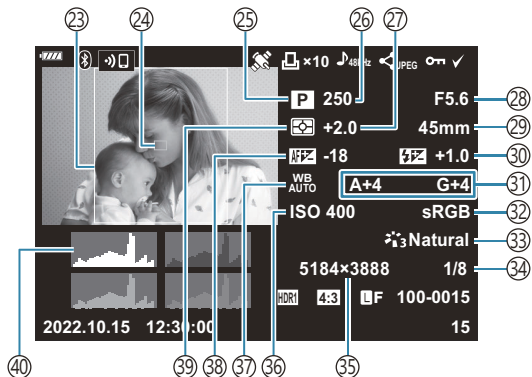 23 24 25 26 27
×10 48kHz JPEG
P 250 F5.6 28
+2.0 45mm 29
AF -18 +1.0 30
WB AUTO A+4 G+4 31
ISO 400 sRGB 32
3 Natural 33
5184×3888 1/8 34
HDR1 4:3 L F 100-0015
2022.10.15 12:30:00 15
40 39 38 37 36 35